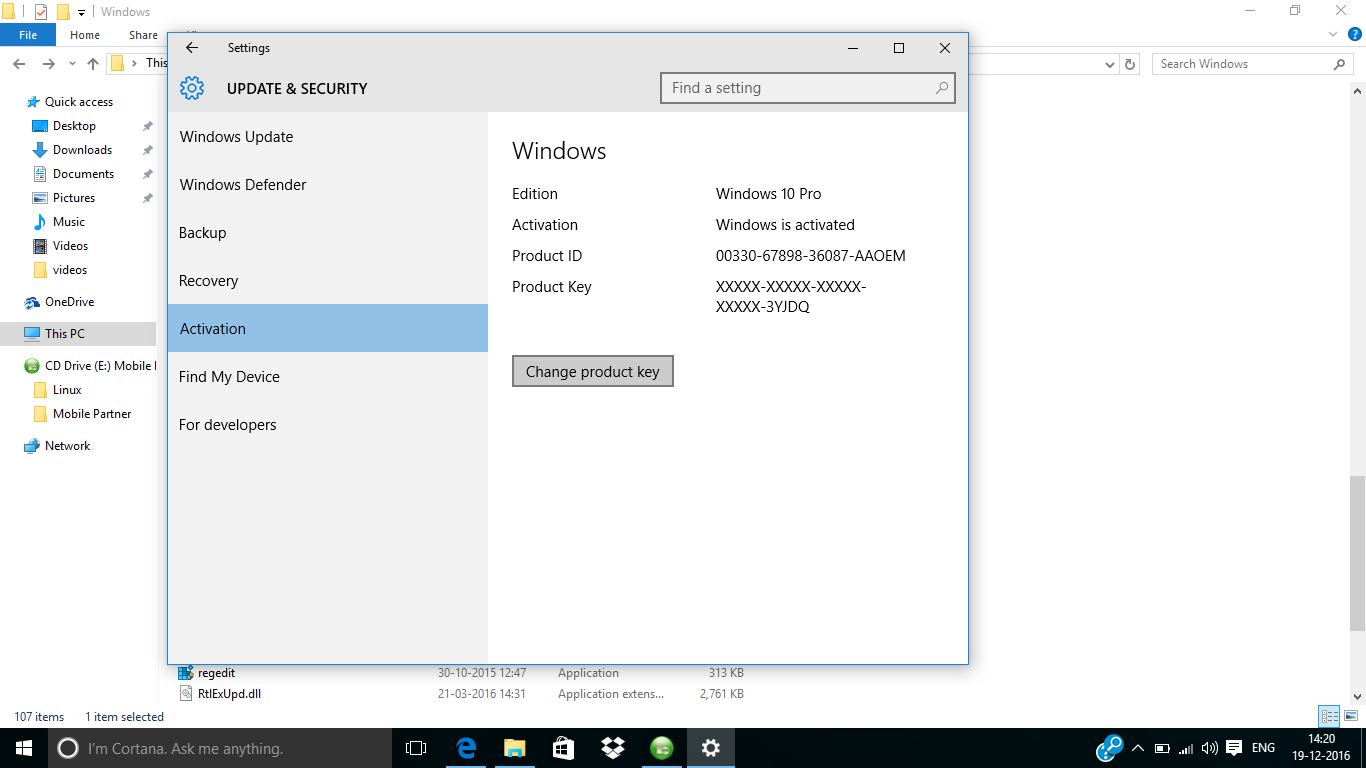 Windows
File
Home
Share
This
Search Windows
Quick access
Desktop
Downloads
Documents
Pictures
Music
Videos
videos
OneDrive
This PC
CD Drive (E:) Mobile
Linux
Mobile Partner
Network
Settings
UPDATE & SECURITY
Find a setting
Windows Update
Windows Defender
Backup
Recovery
Activation
Find My Device
For developers
Windows
Edition Windows 10 Pro
Activation Windows is activated
Product ID 00330-67898-36087-AAOEM
Product Key XXXXX-XXXXX-XXXXX-
XXXXX-3YJDQ
Change product key
regedit 30-10-2015 12:47 Application 313 KB
RtlExUpd.dll 21-03-2016 14:31 Application extens... 2,761 KB
107 items 1 item selected
I'm Cortana. Ask me anything.
ENG
14:20
19-12-2016